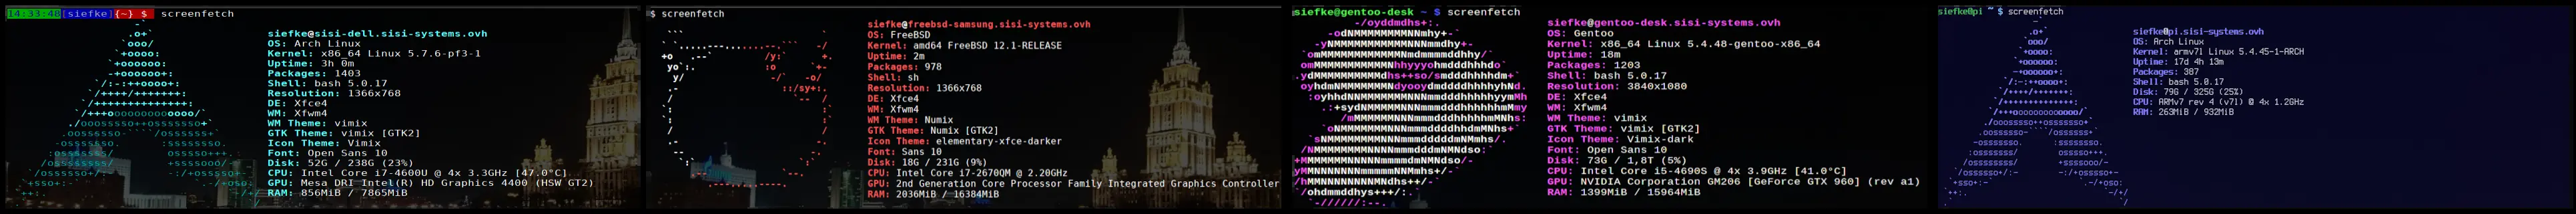 14:33:48[siefke]{~} $ screenfetch
siefke@sisi-dell.sisi-systems.ovh
OS: Arch Linux
Kernel: x86_64 Linux 5.7.6-pf3-1
Uptime: 3h 0m
Packages: 1403
Shell: bash 5.0.17
Resolution: 1366x768
DE: Xfce4
WM: Xfwm4
WM Theme: vimix
GTK Theme: vimix [GTK2]
Icon Theme: Vimix
Font: Open Sans 10
Disk: 52G / 238G (23%)
CPU: Intel Core i7-4600U @ 4x 3.3GHz [47.0°C]
GPU: Mesa DRI Intel(R) HD Graphics 4400 (HSW GT2)
RAM: 856MiB / 7865MiB
$ screenfetch
siefke@freebsd-samsung.sisi-systems.ovh
OS: FreeBSD
Kernel: amd64 FreeBSD 12.1-RELEASE
Uptime: 2m
Packages: 978
Shell: sh
Resolution: 1366x768
DE: Xfce4
WM: Xfwm4
WM Theme: Numix
GTK Theme: Numix [GTK2]
Icon Theme: elementary-xfce-darker
Font: Sans 10
Disk: 18G / 231G (9%)
CPU: Intel Core i7-2670QM @ 2.20GHz
GPU: 2nd Generation Core Processor Family Integrated Graphics Controller
RAM: 2036MiB / 16384MiB
siefke@gentoo-desk ~ $ screenfetch
siefke@gentoo-desk.sisi-systems.ovh
OS: Gentoo
Kernel: x86_64 Linux 5.4.48-gentoo-x86_64
Uptime: 18m
Packages: 1203
Shell: bash 5.0.17
Resolution: 3840x1080
DE: Xfce4
WM: Xfwm4
WM Theme: vimix
GTK Theme: vimix [GTK2]
Icon Theme: Vimix-dark
Font: Open Sans 10
Disk: 73G / 1,8T (5%)
CPU: Intel Core i5-4690S @ 4x 3.9GHz [41.0°C]
GPU: NVIDIA Corporation GM206 [GeForce GTX 960] (rev a1)
RAM: 1399MiB / 15964MiB
siefke@pi ~ $ screenfetch
siefke@pi.sisi-systems.ovh
OS: Arch Linux
Kernel: armv7l Linux 5.4.45-1-ARCH
Uptime: 17d 4h 13m
Packages: 387
Shell: bash 5.0.17
Disk: 79G / 325G (25%)
CPU: ARMv7 rev 4 (v7l) @ 4x 1.2GHz
RAM: 263MiB / 932MiB